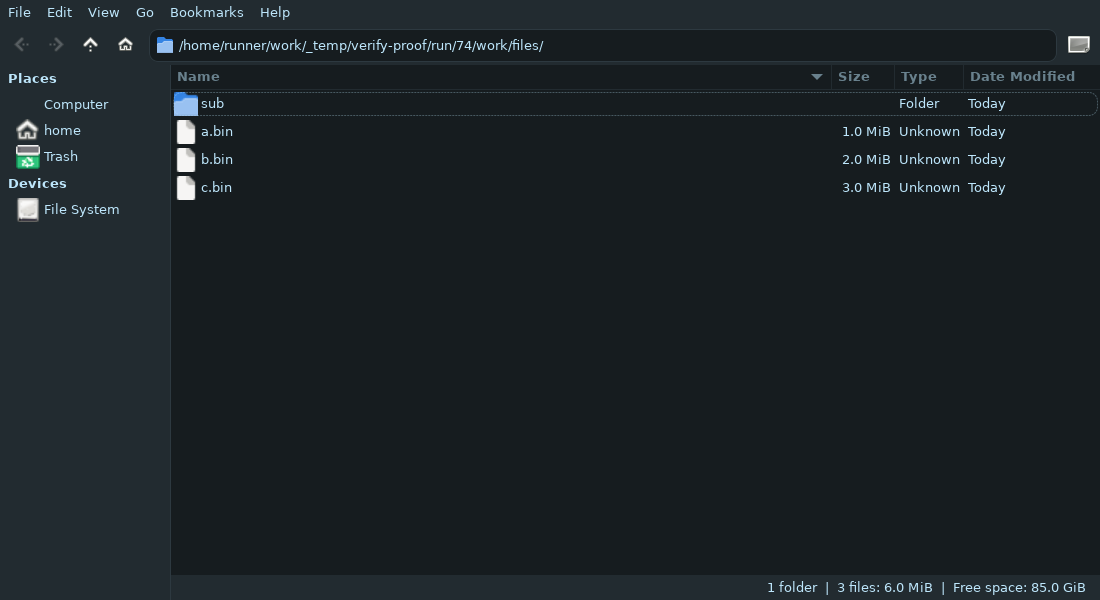 File Edit View Go Bookmarks Help
/home/runner/work/_temp/verify-proof/run/74/work/files/
Places
Computer
home
Trash
Devices
File System
Name Size Type Date Modified
sub Folder Today
a.bin 1.0 MiB Unknown Today
b.bin 2.0 MiB Unknown Today
c.bin 3.0 MiB Unknown Today
1 folder | 3 files: 6.0 MiB | Free space: 85.0 GiB